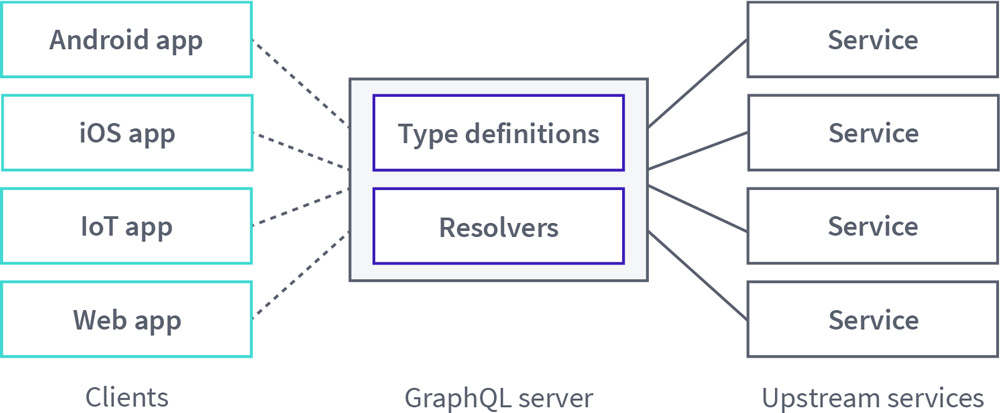 Android app
iOS app
IoT app
Web app
Clients
Type definitions
Resolvers
GraphQL server
Service
Service
Service
Service
Upstream services